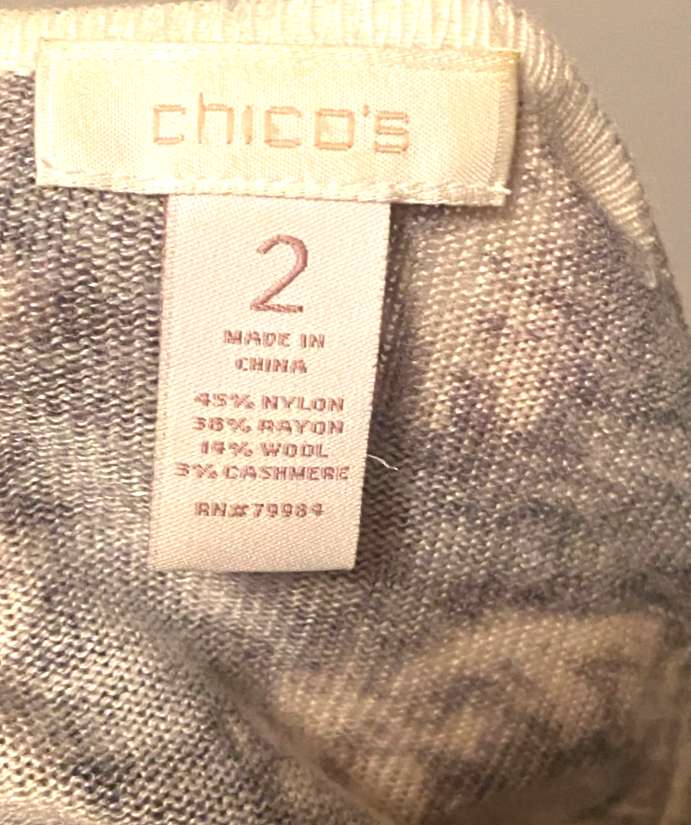 chico's
2
MADE IN
CHINA
45% NYLON
38% RAYON
14% WOOL
3% CASHMERE
RN#79984